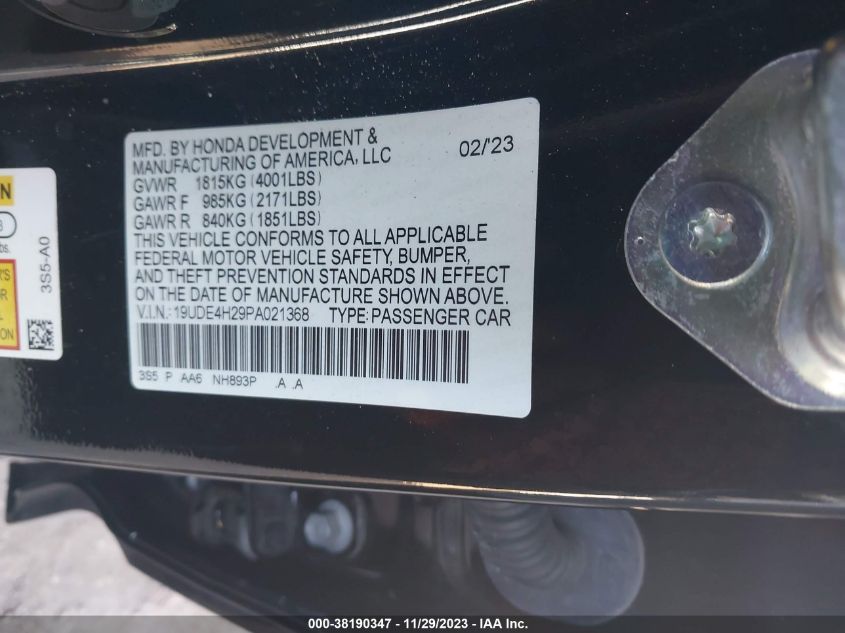 MFD. BY HONDA DEVELOPMENT &
MANUFACTURING OF AMERICA, LLC 02/'23
GVWR 1815KG (4001LBS)
GAWR F 985KG (2171LBS)
GAWR R 840KG (1851LBS)
THIS VEHICLE CONFORMS TO ALL APPLICABLE
FEDERAL MOTOR VEHICLE SAFETY, BUMPER,
AND THEFT PREVENTION STANDARDS IN EFFECT
ON THE DATE OF MANUFACTURE SHOWN ABOVE.
V.I.N.:19UDE4H29PA021368 TYPE:PASSENGER CAR
3S5 P AA6 NH893P .A .A
3S5-A0
000-38190347 - 11/29/2023 - IAA Inc.